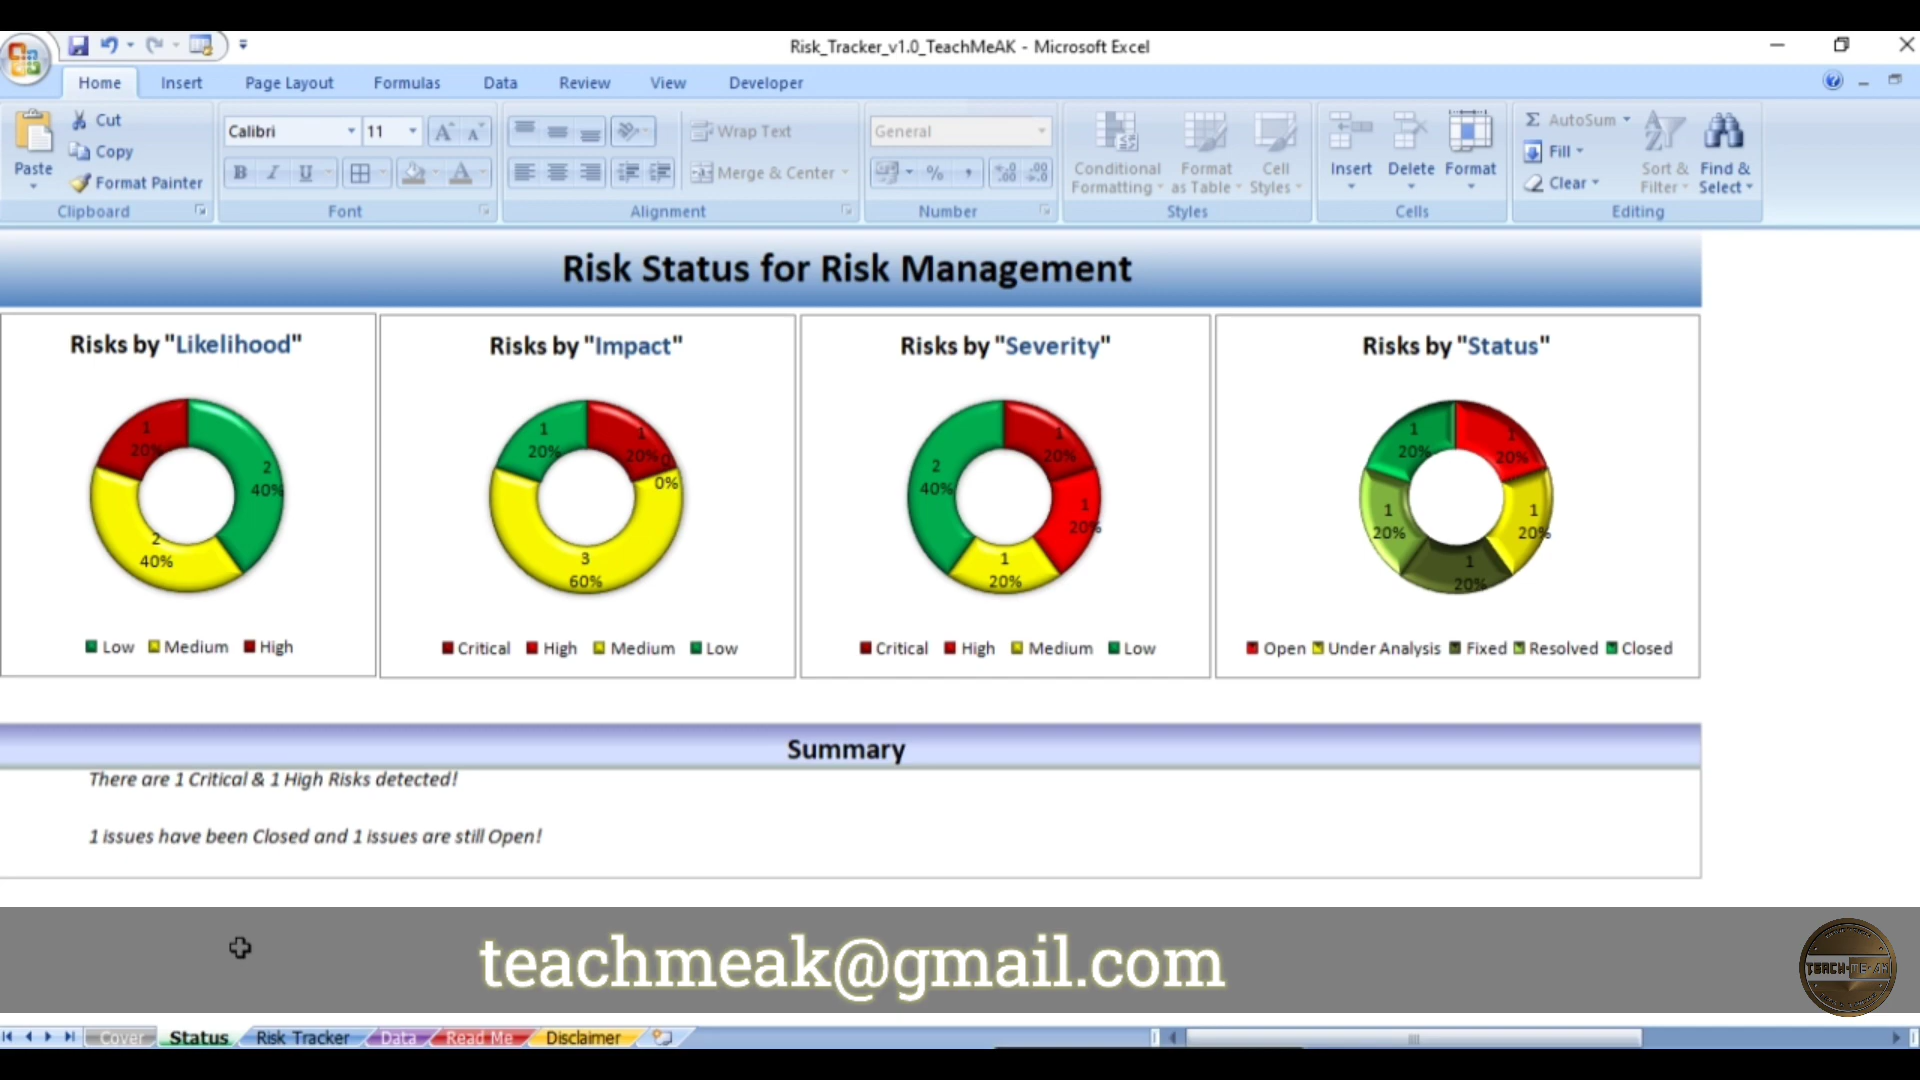 Risk_Tracker_v1.0_TeachMeAK - Microsoft Excel
Home Insert Page Layout Formulas Data Review View Developer
Paste
Cut
Copy
Format Painter
Clipboard
Calibri 11
B I U
Font
Wrap Text
Merge & Center
Alignment
General
%
Number
Conditional Formatting
Format as Table
Cell Styles
Styles
Insert Delete Format
Cells
Σ AutoSum
Fill
Clear
Sort & Filter
Find & Select
Editing
Risk Status for Risk Management
Risks by "Likelihood"
1
20%
2
40%
2
40%
Low Medium High
Risks by "Impact"
1
20%
1
20%
0
0%
3
60%
Critical High Medium Low
Risks by "Severity"
1
20%
2
40%
1
20%
1
20%
Critical High Medium Low
Risks by "Status"
1
20%
1
20%
1
20%
1
20%
1
20%
Open Under Analysis Fixed Resolved Closed
Summary
There are 1 Critical & 1 High Risks detected!
1 issues have been Closed and 1 issues are still Open!
teachmeak@gmail.com
TEACH-ME-AK
Cover Status Risk Tracker Data Read Me Disclaimer